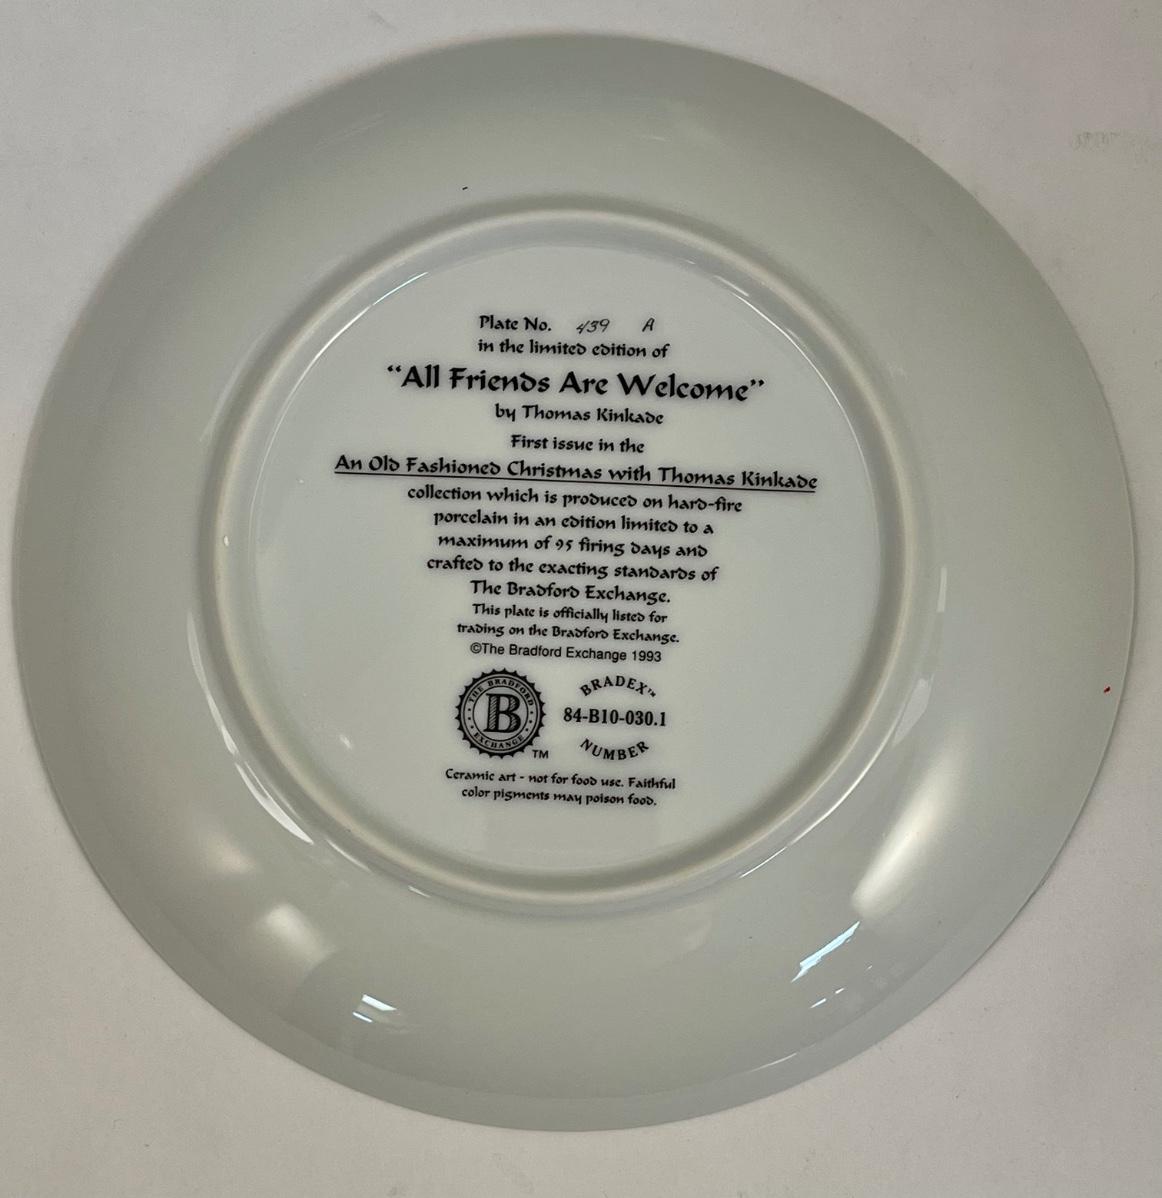 Plate No. 439 A
in the limited edition of
“All Friends Are Welcome”
by Thomas Kinkade
First issue in the
An Old Fashioned Christmas with Thomas Kinkade
collection which is produced on hard-fire
porcelain in an edition limited to a
maximum of 95 firing days and
crafted to the exacting standards of
The Bradford Exchange.
This plate is officially listed for
trading on the Bradford Exchange.
©The Bradford Exchange 1993
THE BRADFORD
B
EXCHANGE
TM
BRADEX™
84-B10-030.1
NUMBER
Ceramic art - not for food use. Faithful
color pigments may poison food.